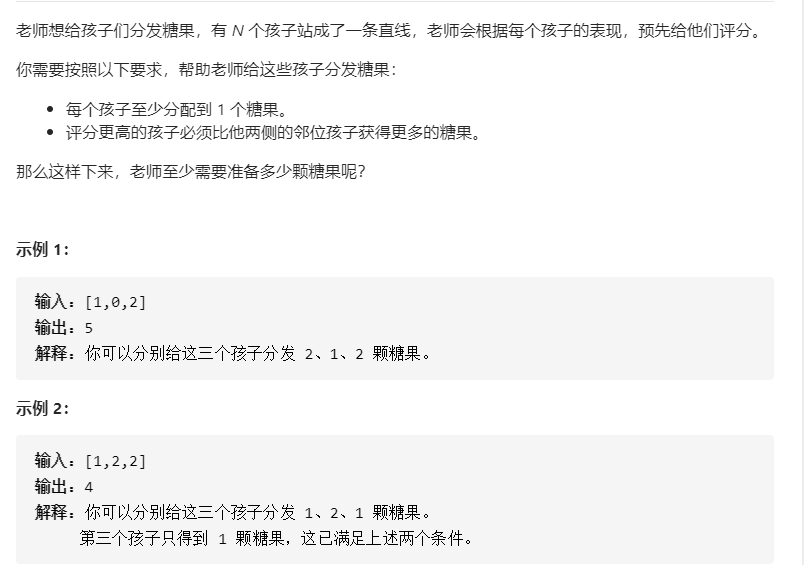 老师想给孩子们分发糖果，有 N 个孩子站成了一条直线，老师会根据每个孩子的表现，预先给他们评分。
你需要按照以下要求，帮助老师给这些孩子分发糖果：
• 每个孩子至少分配到 1 个糖果。
• 评分更高的孩子必须比他两侧的邻位孩子获得更多的糖果。
那么这样下来，老师至少需要准备多少颗糖果呢？
示例 1：
输入：[1,0,2]
输出：5
解释：你可以分别给这三个孩子分发 2、1、2 颗糖果。
示例 2：
输入：[1,2,2]
输出：4
解释：你可以分别给这三个孩子分发 1、2、1 颗糖果。
第三个孩子只得到 1 颗糖果，这已满足上述两个条件。